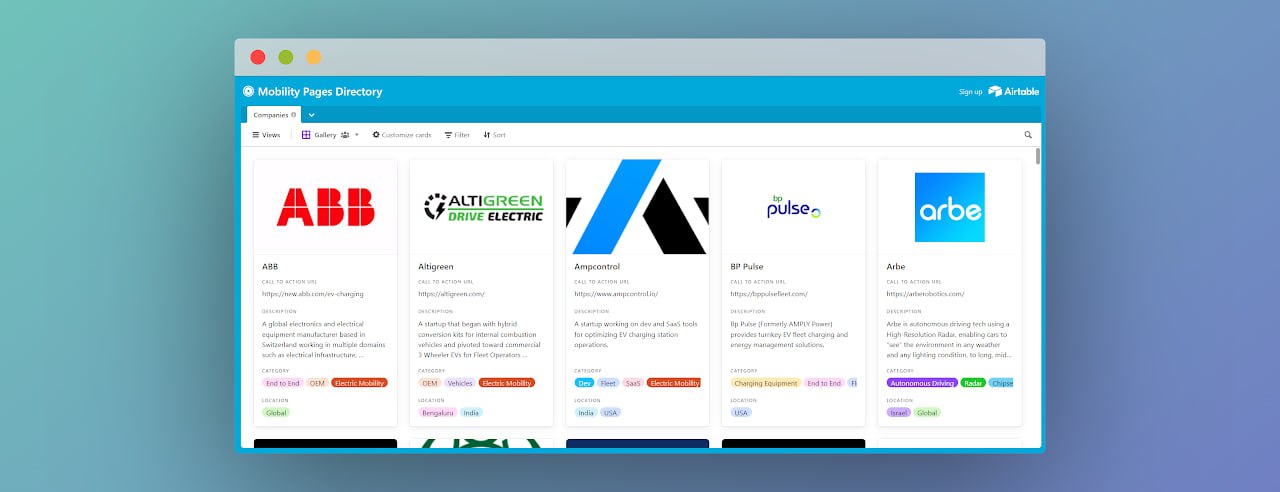 Mobility Pages Directory
Sign up Airtable
Companies
Views Gallery Customize cards Filter Sort
ABB
ABB
CALL TO ACTION URL
https://new.abb.com/ev-charging
DESCRIPTION
A global electronics and electrical
equipment manufacturer based in
Switzerland working in multiple domains
such as electrical infrastructure, ...
CATEGORY
End to End OEM Electric Mobility
LOCATION
Global
ALTIGREEN
DRIVE ELECTRIC
Altigreen
CALL TO ACTION URL
https://altigreen.com/
DESCRIPTION
A startup that began with hybrid
conversion kits for internal combustion
vehicles and pivoted toward commercial
3 Wheeler EVs for Fleet Operators ...
CATEGORY
OEM Vehicles Electric Mobility
LOCATION
Bengaluru India
Ampcontrol
CALL TO ACTION URL
https://www.ampcontrol.io/
DESCRIPTION
A startup working on dev and SaaS tools
for optimizing EV charging station
operations.
CATEGORY
Dev Fleet SaaS Electric Mobility
LOCATION
India USA
bp
pulse
BP Pulse
CALL TO ACTION URL
https://bppulsefleet.com/
DESCRIPTION
Bp Pulse (Formerly AMPLY Power)
provides turnkey EV fleet charging and
energy management solutions.
CATEGORY
Charging Equipment End to End Fl
LOCATION
USA
arbe
Arbe
CALL TO ACTION URL
https://arberobotics.com/
DESCRIPTION
Arbe is autonomous driving tech using a
High-Resolution Radar, enabling cars to
"see" the environment in any weather
and any lighting condition, to long, mid...
CATEGORY
Autonomous Driving Radar Chipse
LOCATION
Israel Global